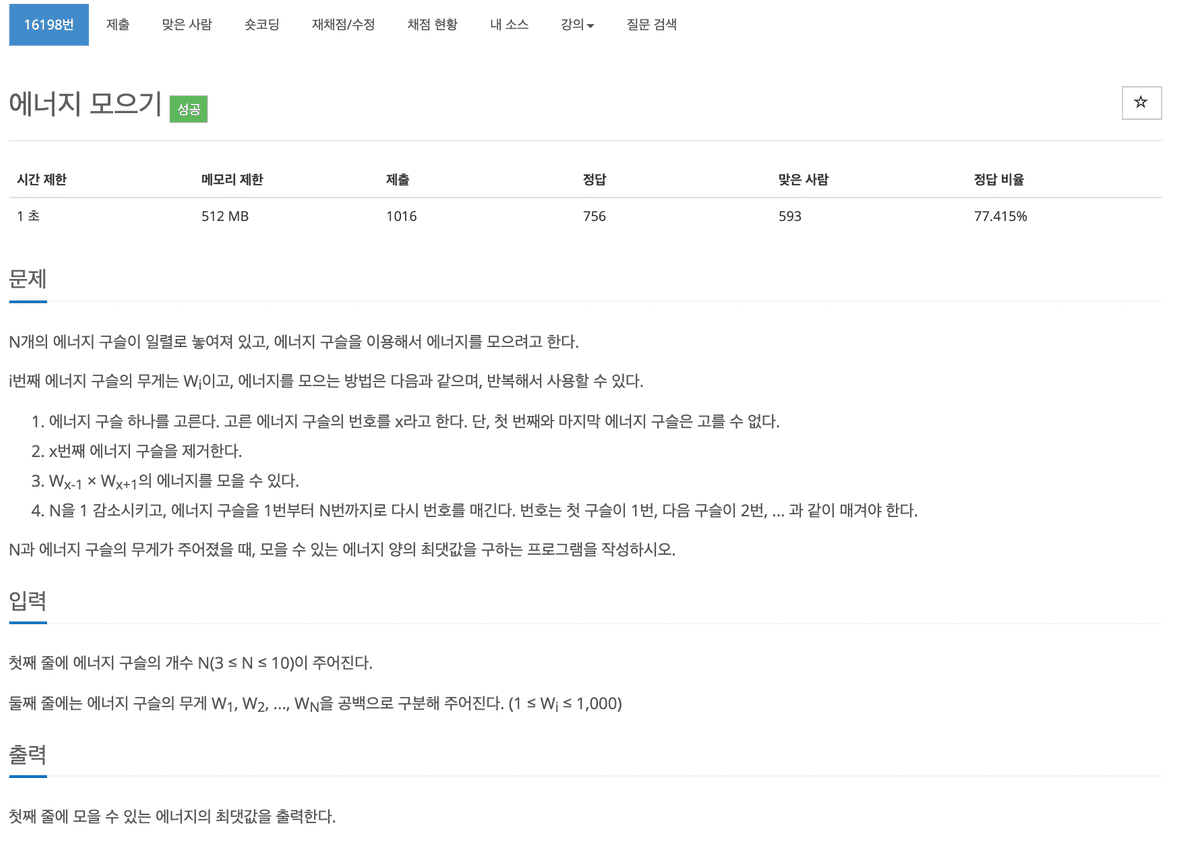 16198번 제출 맞은 사람 숏코딩 재채점/수정 채점 현황 내 소스 강의 질문 검색
에너지 모으기 성공
시간 제한 메모리 제한 제출 정답 맞은 사람 정답 비율
1 초 512 MB 1016 756 593 77.415%
문제
N개의 에너지 구슬이 일렬로 놓여져 있고, 에너지 구슬을 이용해서 에너지를 모으려고 한다.
i번째 에너지 구슬의 무게는 Wi이고, 에너지를 모으는 방법은 다음과 같으며, 반복해서 사용할 수 있다.
1. 에너지 구슬 하나를 고른다. 고른 에너지 구슬의 번호를 x라고 한다. 단, 첫 번째와 마지막 에너지 구슬은 고를 수 없다.
2. x번째 에너지 구슬을 제거한다.
3. Wx-1 × Wx+1의 에너지를 모을 수 있다.
4. N을 1 감소시키고, 에너지 구슬을 1번부터 N번까지로 다시 번호를 매긴다. 번호는 첫 구슬이 1번, 다음 구슬이 2번, ... 과 같이 매겨야 한다.
N과 에너지 구슬의 무게가 주어졌을 때, 모을 수 있는 에너지 양의 최댓값을 구하는 프로그램을 작성하시오.
입력
첫째 줄에 에너지 구슬의 개수 N(3 ≤ N ≤ 10)이 주어진다.
둘째 줄에는 에너지 구슬의 무게 W1, W2, ..., WN을 공백으로 구분해 주어진다. (1 ≤ Wi ≤ 1,000)
출력
첫째 줄에 모을 수 있는 에너지의 최댓값을 출력한다.